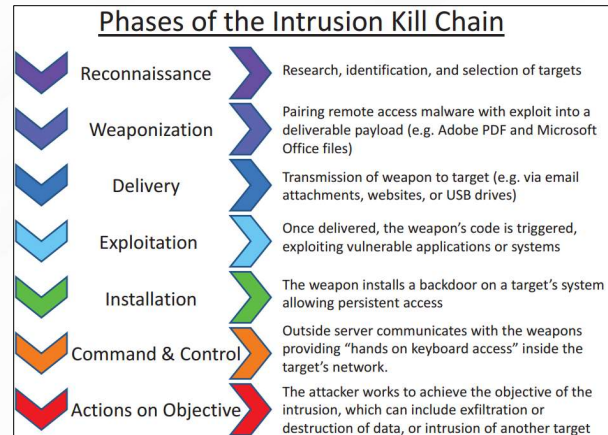 Phases of the Intrusion Kill Chain
Reconnaissance
Research, identification, and selection of targets
Weaponization
Pairing remote access malware with exploit into a
deliverable payload (e.g. Adobe PDF and Microsoft
Office files)
Delivery
Transmission of weapon to target (e.g. via email
attachments, websites, or USB drives)
Exploitation
Once delivered, the weapon's code is triggered,
exploiting vulnerable applications or systems
Installation
The weapon installs a backdoor on a target's system
allowing persistent access
Command & Control
Outside server communicates with the weapons
providing "hands on keyboard access" inside the
target's network.
Actions on Objective
The attacker works to achieve the objective of the
intrusion, which can include exfiltration or
destruction of data, or intrusion of another target